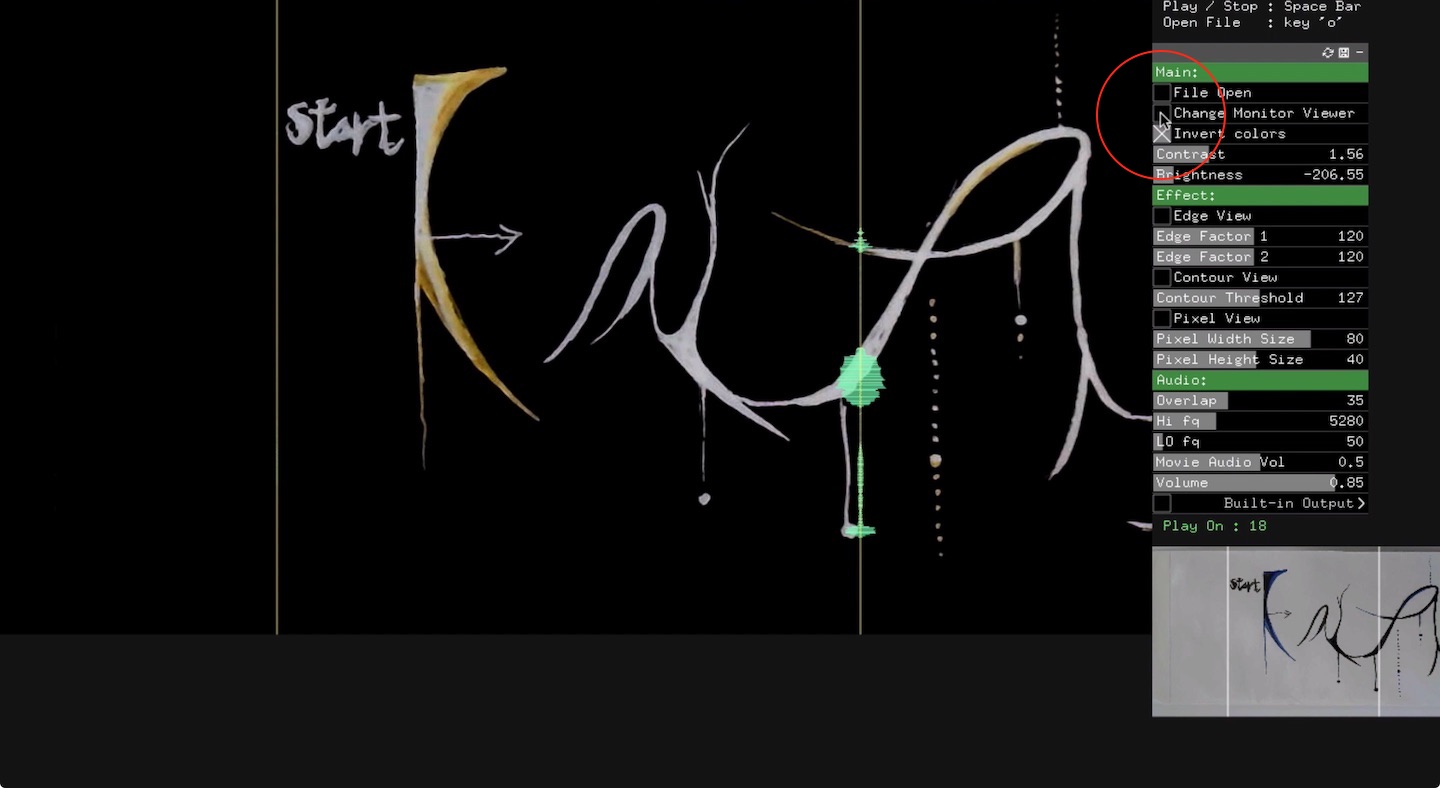 Play / Stop : Space Bar
Open File   : key 'o'
Main:
File Open
Change Monitor Viewer
Invert colors
Contrast 1.56
Brightness -206.55
Effect:
Edge View
Edge Factor 1 120
Edge Factor 2 120
Contour View
Contour Threshold 127
Pixel View
Pixel Width Size 80
Pixel Height Size 40
Audio:
Overlap 35
Hi fq 5280
LO fq 50
Movie Audio Vol 0.5
Volume 0.85
Built-in Output
Play On : 18
Start
Start